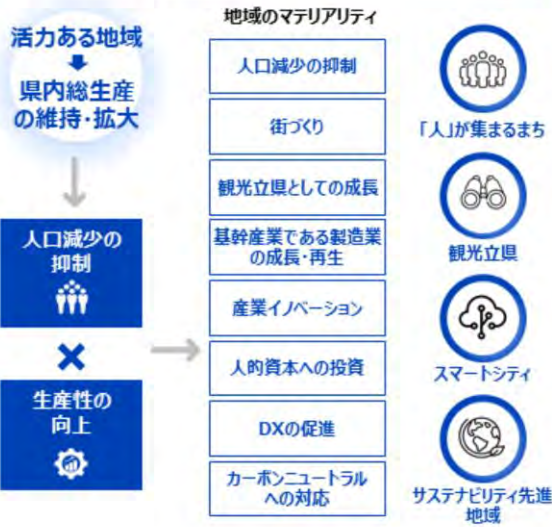 活力ある地域
県内総生産
の維持・拡大
人口減少の
抑制
生産性の
向上
地域のマテリアリティ
人口減少の抑制
街づくり
観光立県としての成長
基幹産業である製造業
の成長・再生
産業イノベーション
人的資本への投資
DXの促進
カーボンニュートラル
への対応
「人」が集まるまち
観光立県
スマートシティ
サステナビリティ先進
地域